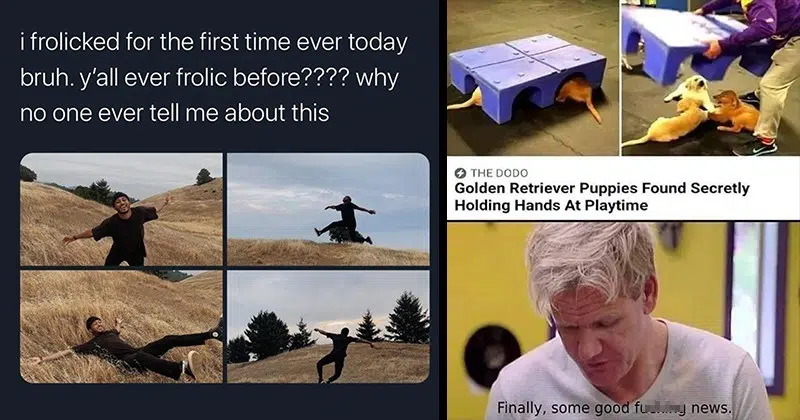 i frolicked for the first time ever today
bruh. y'all ever frolic before???? why
no one ever tell me about this
THE DODO
Golden Retriever Puppies Found Secretly
Holding Hands At Playtime
Finally, some good fu
g news.